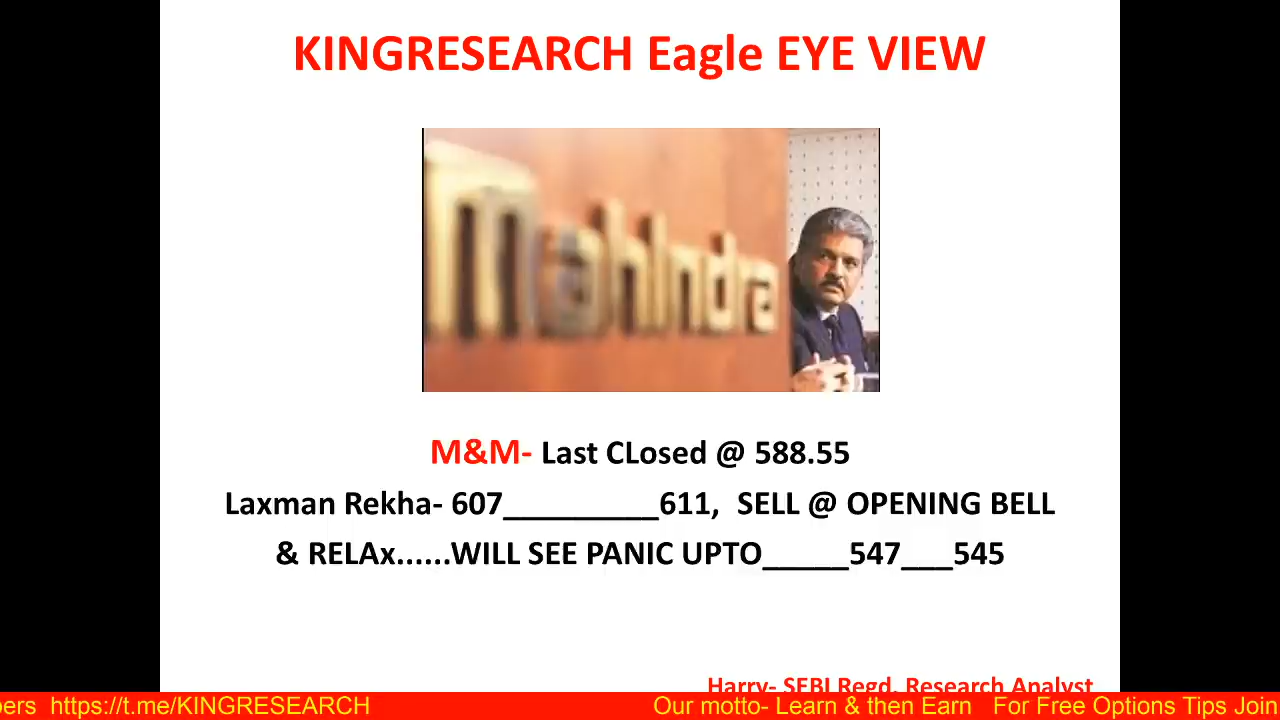 KINGRESEARCH Eagle EYE VIEW
Mahindra
M&M- Last CLosed @ 588.55
Laxman Rekha- 607_________611, SELL @ OPENING BELL
& RELAx......WILL SEE PANIC UPTO_____547___545
Harry- SEBI Regd. Research Analyst
pers https://t.me/KINGRESEARCH Our motto- Learn & then Earn For Free Options Tips Join